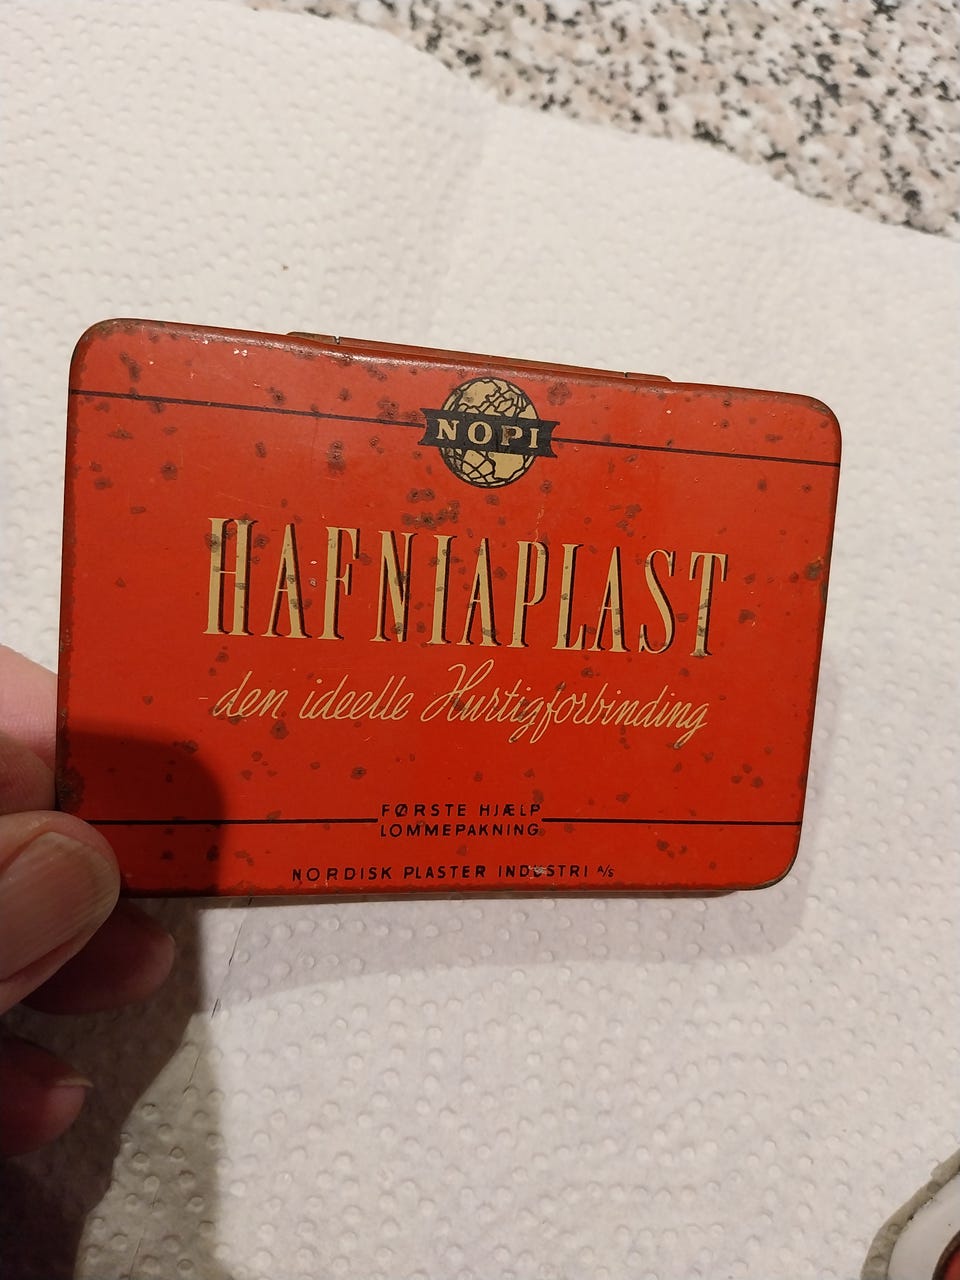 NOPI
HAFNIAPLAST
- den ideelle Hurtigforbinding
FØRSTE HJÆLP
LOMMEPAKNING
NORDISK PLASTER INDUSTRI A/S